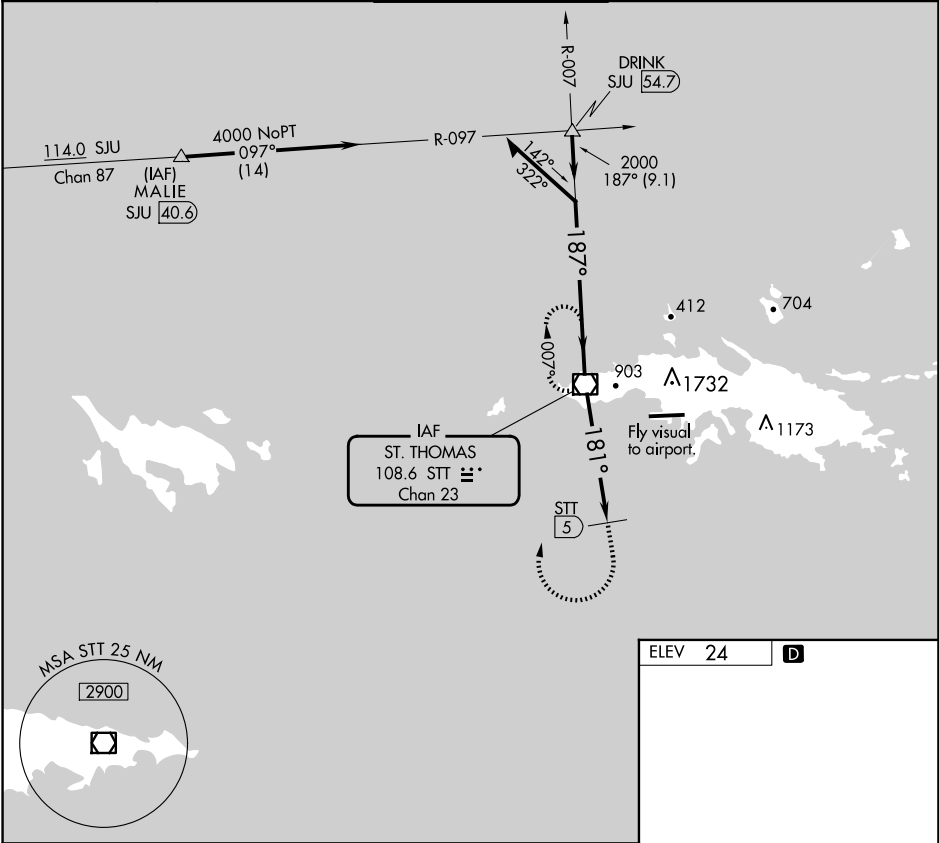 R-007
DRINK
SJU 54.7
114.0 SJU
Chan 87
(IAF)
MALIE
SJU 40.6
4000 NoPT
097°
(14)
R-097
142°
322°
2000
187° (9.1)
187°
007°
412
704
903
1732
1173
Fly visual
to airport.
IAF
ST. THOMAS
108.6 STT
Chan 23
181°
STT
5
MSA STT 25 NM
2900
ELEV 24
D